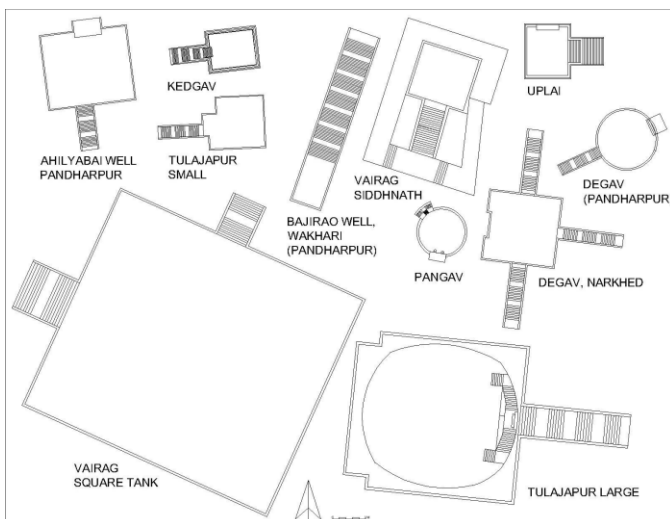 KEDGAV
UPLAI
AHILYABAI WELL
PANDHARPUR
TULAJAPUR
SMALL
VAIRAG
SIDDHNATH
DEGAV
(PANDHARPUR
BAJIRAO WELL,
WAKHARI
(PANDHARPUR)
PANGAV
DEGAV, NARKHED
VAIRAG
SQUARE TANK
TULAJAPUR LARGE